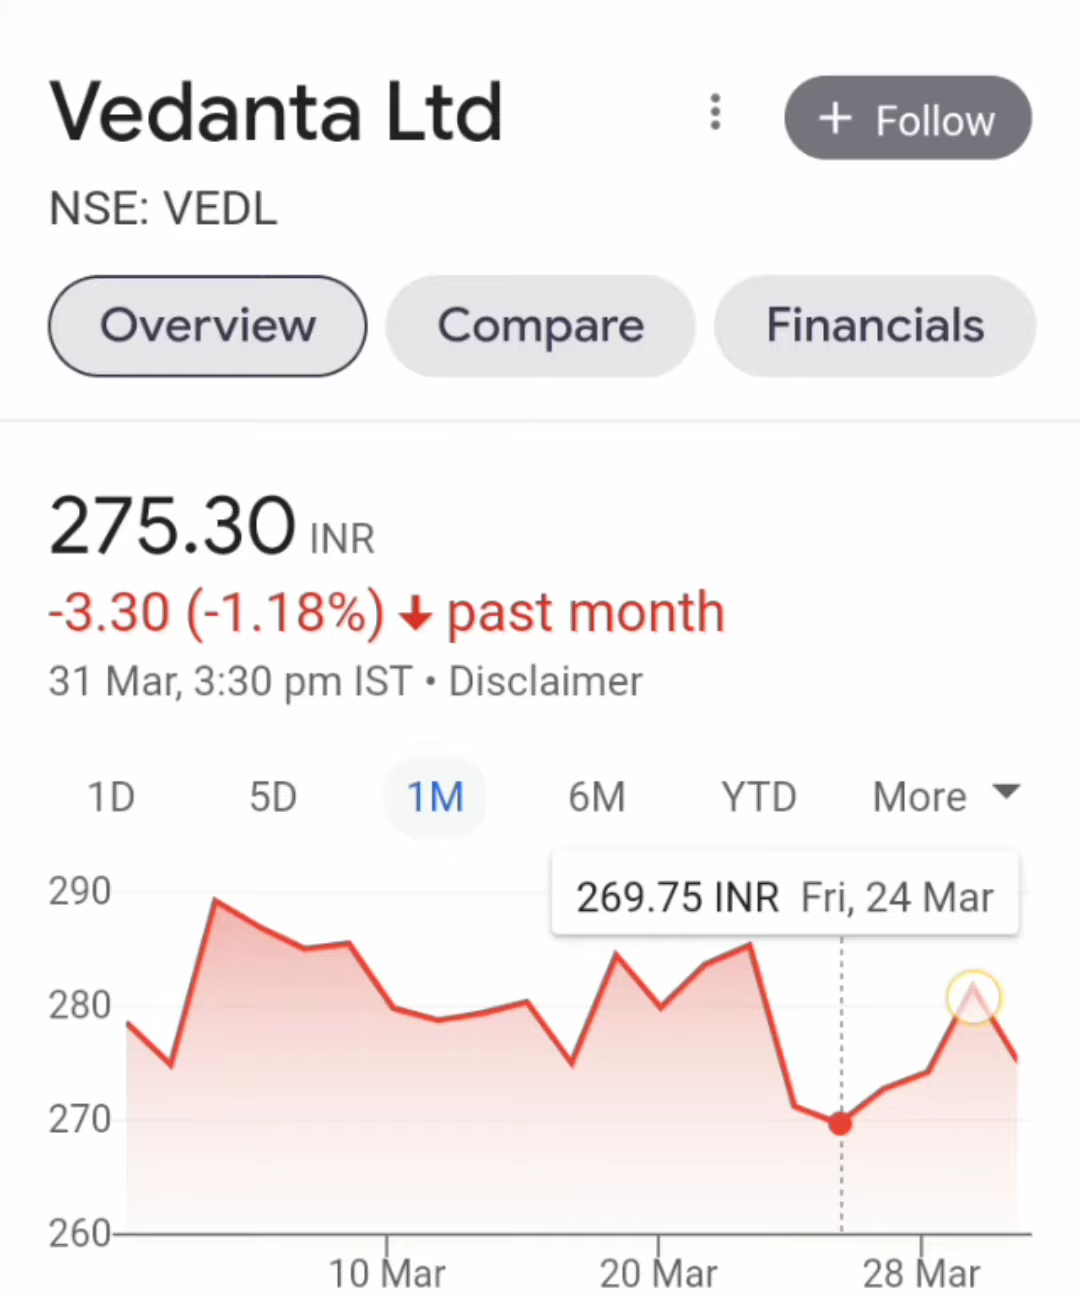 Vedanta Ltd
+ Follow
NSE: VEDL
Overview Compare Financials
275.30 INR
-3.30 (-1.18%) ↓ past month
31 Mar, 3:30 pm IST • Disclaimer
1D 5D 1M 6M YTD More
269.75 INR Fri, 24 Mar
290
280
270
260
10 Mar 20 Mar 28 Mar